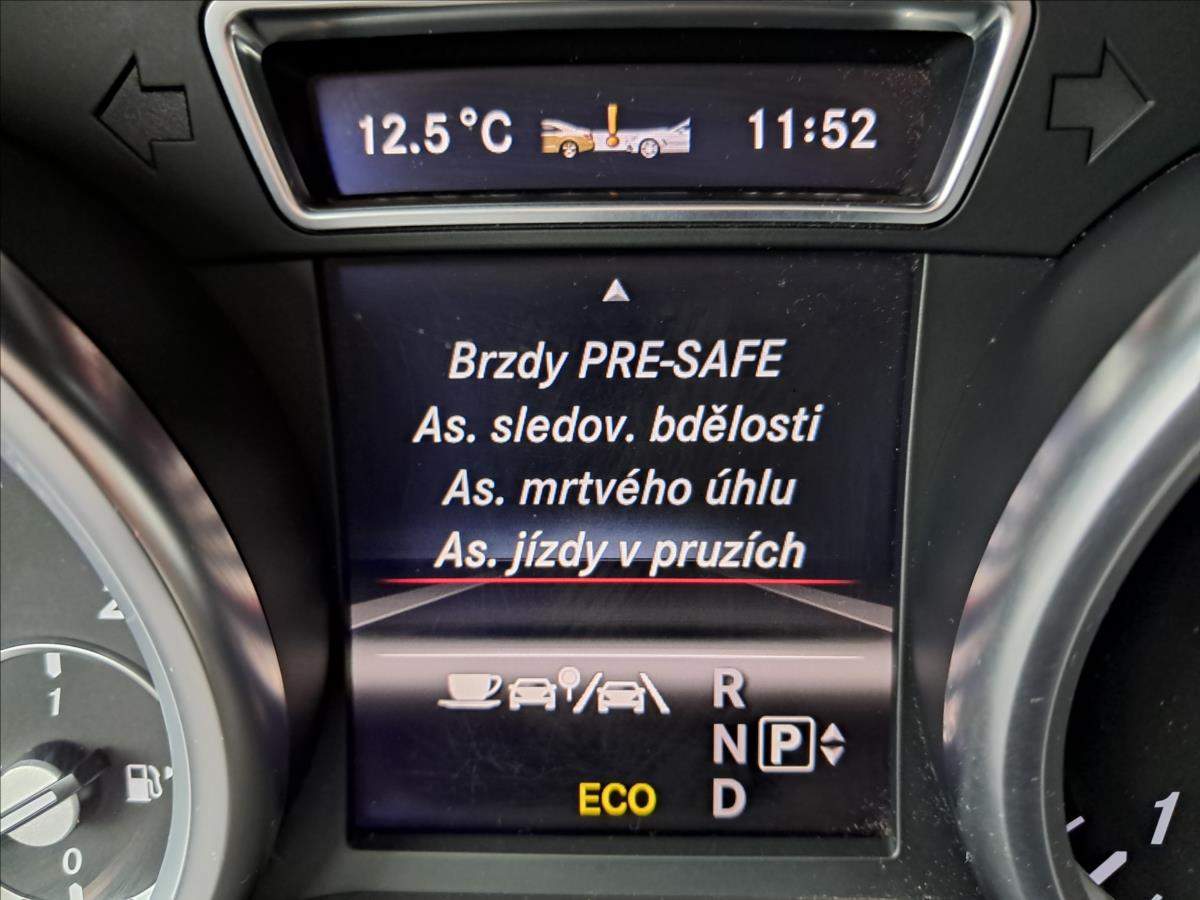 12.5°C 11:52
Brzdy PRE-SAFE
As. sledov. bdělosti
As. mrtvého úhlu
As. jízdy v pruzích
R
N P
ECO D
2
1
0
1